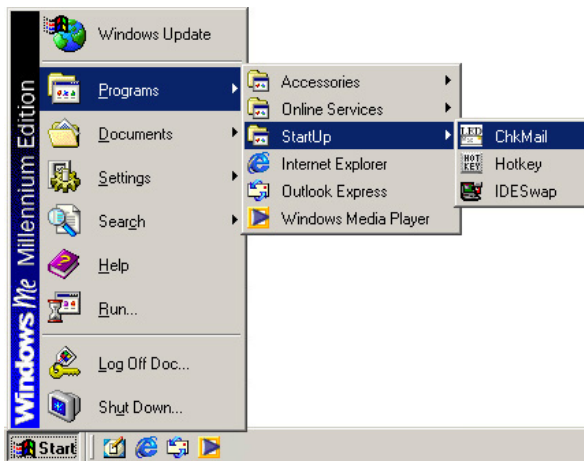 Windows Me Millennium Edition
Windows Update
Programs
Documents
Settings
Search
Help
Run...
Log Off Doc...
Shut Down...
Accessories
Online Services
StartUp
Internet Explorer
Outlook Express
Windows Media Player
LED
ChkMail
HOT
KEY
Hotkey
IDESwap
Start